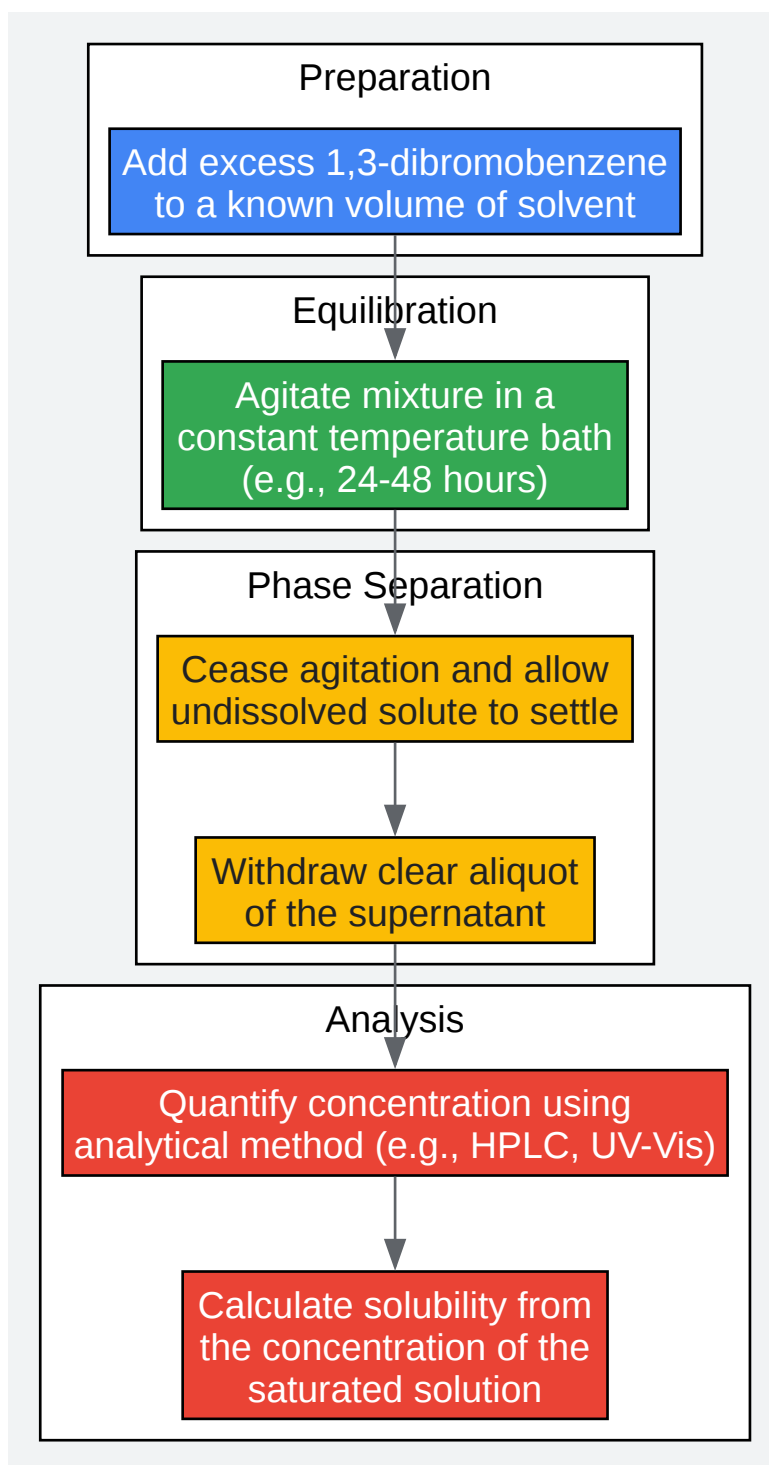 Preparation
Add excess 1,3-dibromobenzene
to a known volume of solvent
Equilibration
Agitate mixture in a
constant temperature bath
(e.g., 24-48 hours)
Phase Separation
Cease agitation and allow
undissolved solute to settle
Withdraw clear aliquot
of the supernatant
Analysis
Quantify concentration using
analytical method (e.g., HPLC, UV-Vis)
Calculate solubility from
the concentration of the
saturated solution